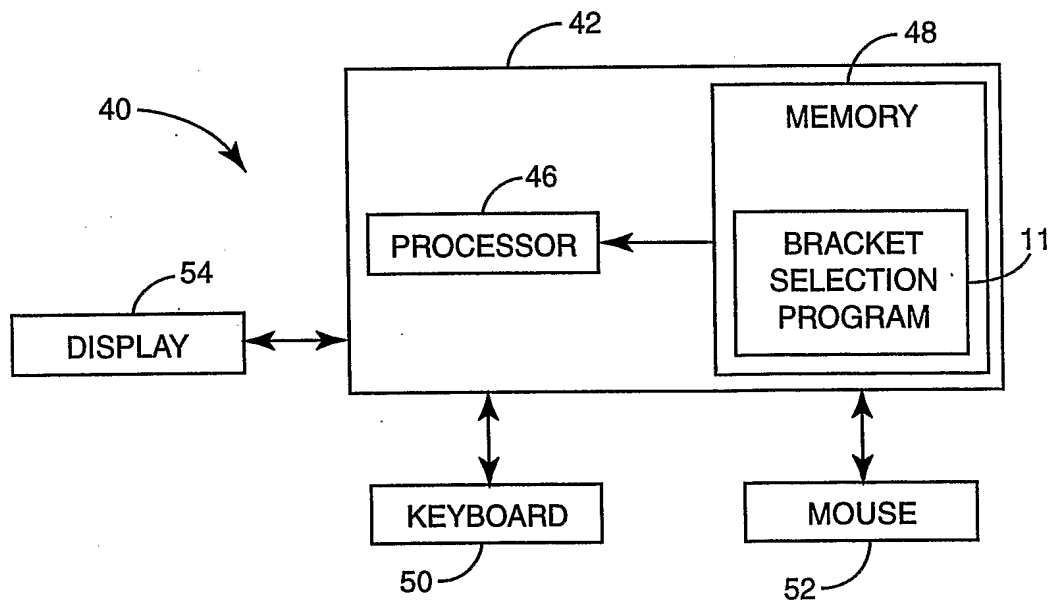 42
48
40
MEMORY
46
PROCESSOR
BRACKET
SELECTION
PROGRAM
11
54
DISPLAY
KEYBOARD
MOUSE
50
52